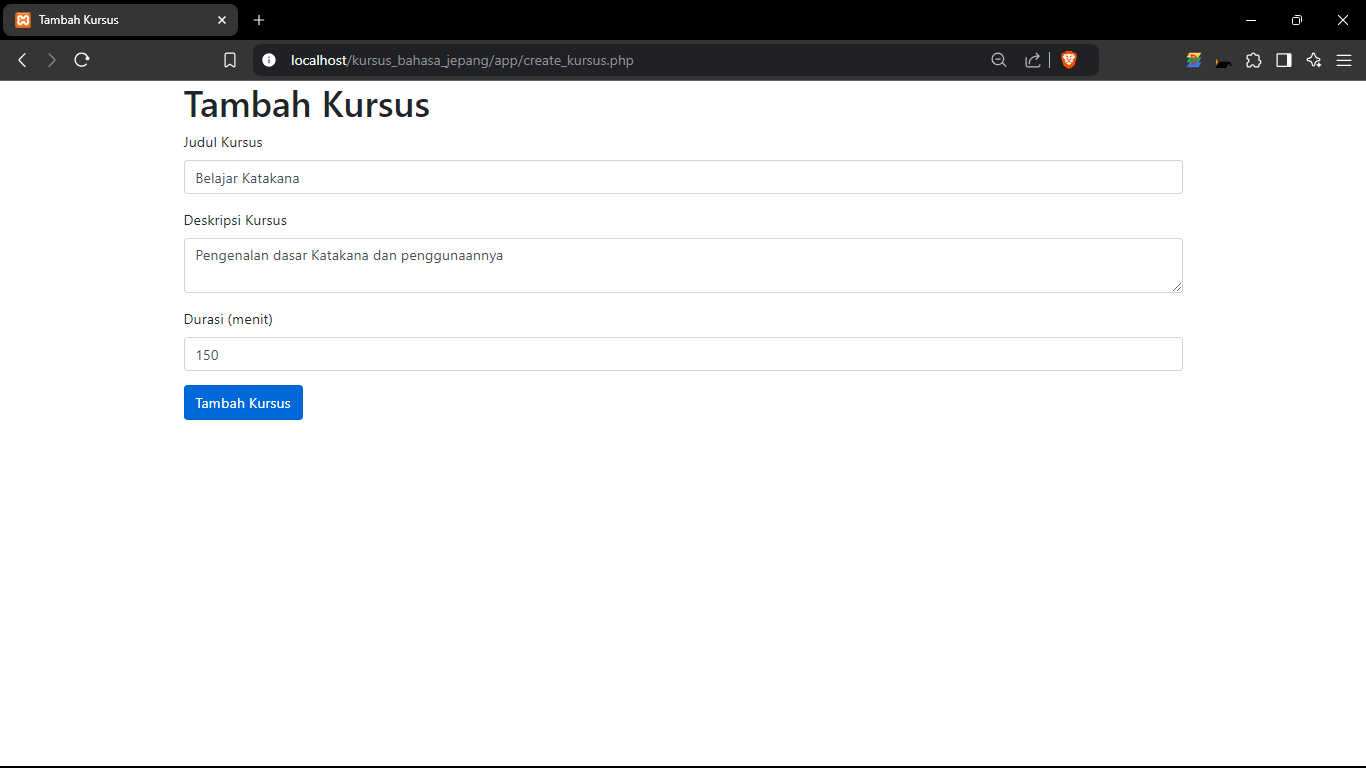 Tambah Kursus
localhost/kursus_bahasa_jepang/app/create_kursus.php
Tambah Kursus
Judul Kursus
Belajar Katakana
Deskripsi Kursus
Pengenalan dasar Katakana dan penggunaannya
Durasi (menit)
150
Tambah Kursus